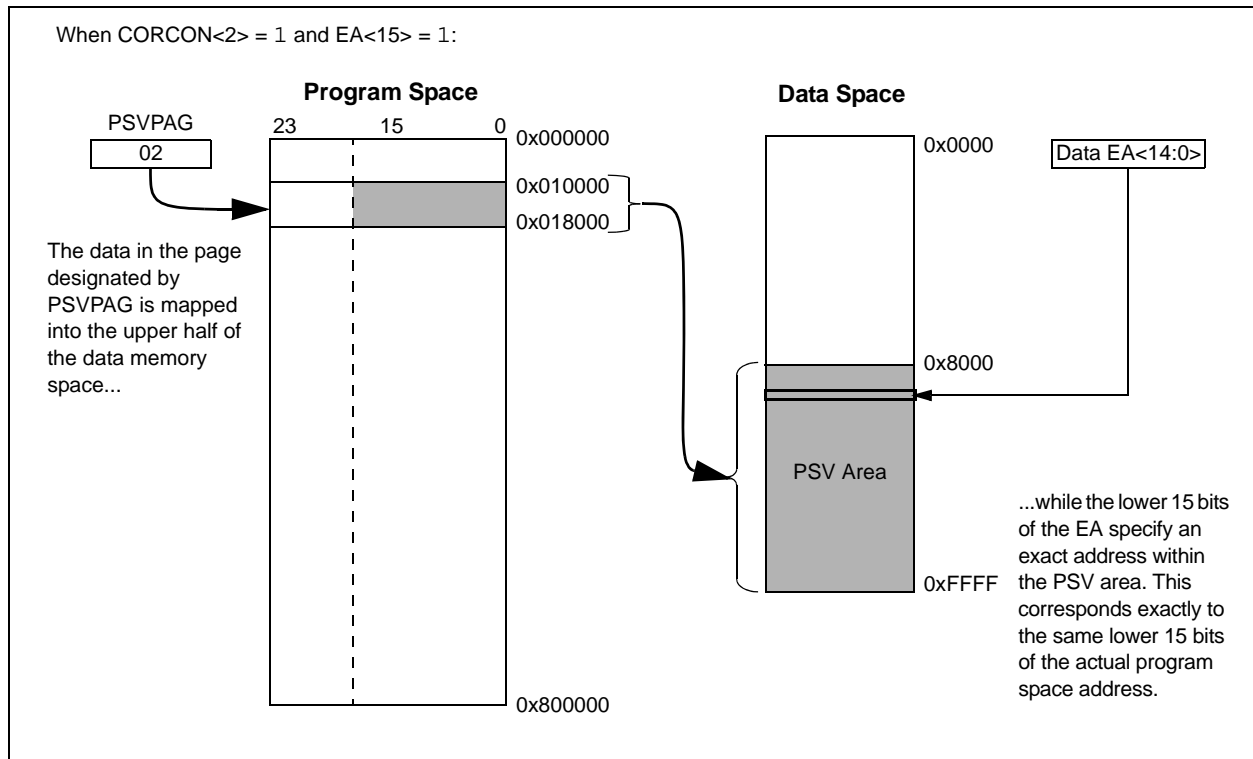 When CORCON<2> = 1 and EA<15> = 1:
Program Space
Data Space
PSVPAG
02
23 15 0
0x000000
0x010000
0x018000
0x800000
The data in the page
designated by
PSVPAG is mapped
into the upper half of
the data memory
space...
0x0000
0x8000
0xFFFF
PSV Area
Data EA<14:0>
...while the lower 15 bits
of the EA specify an
exact address within
the PSV area. This
corresponds exactly to
the same lower 15 bits
of the actual program
space address.